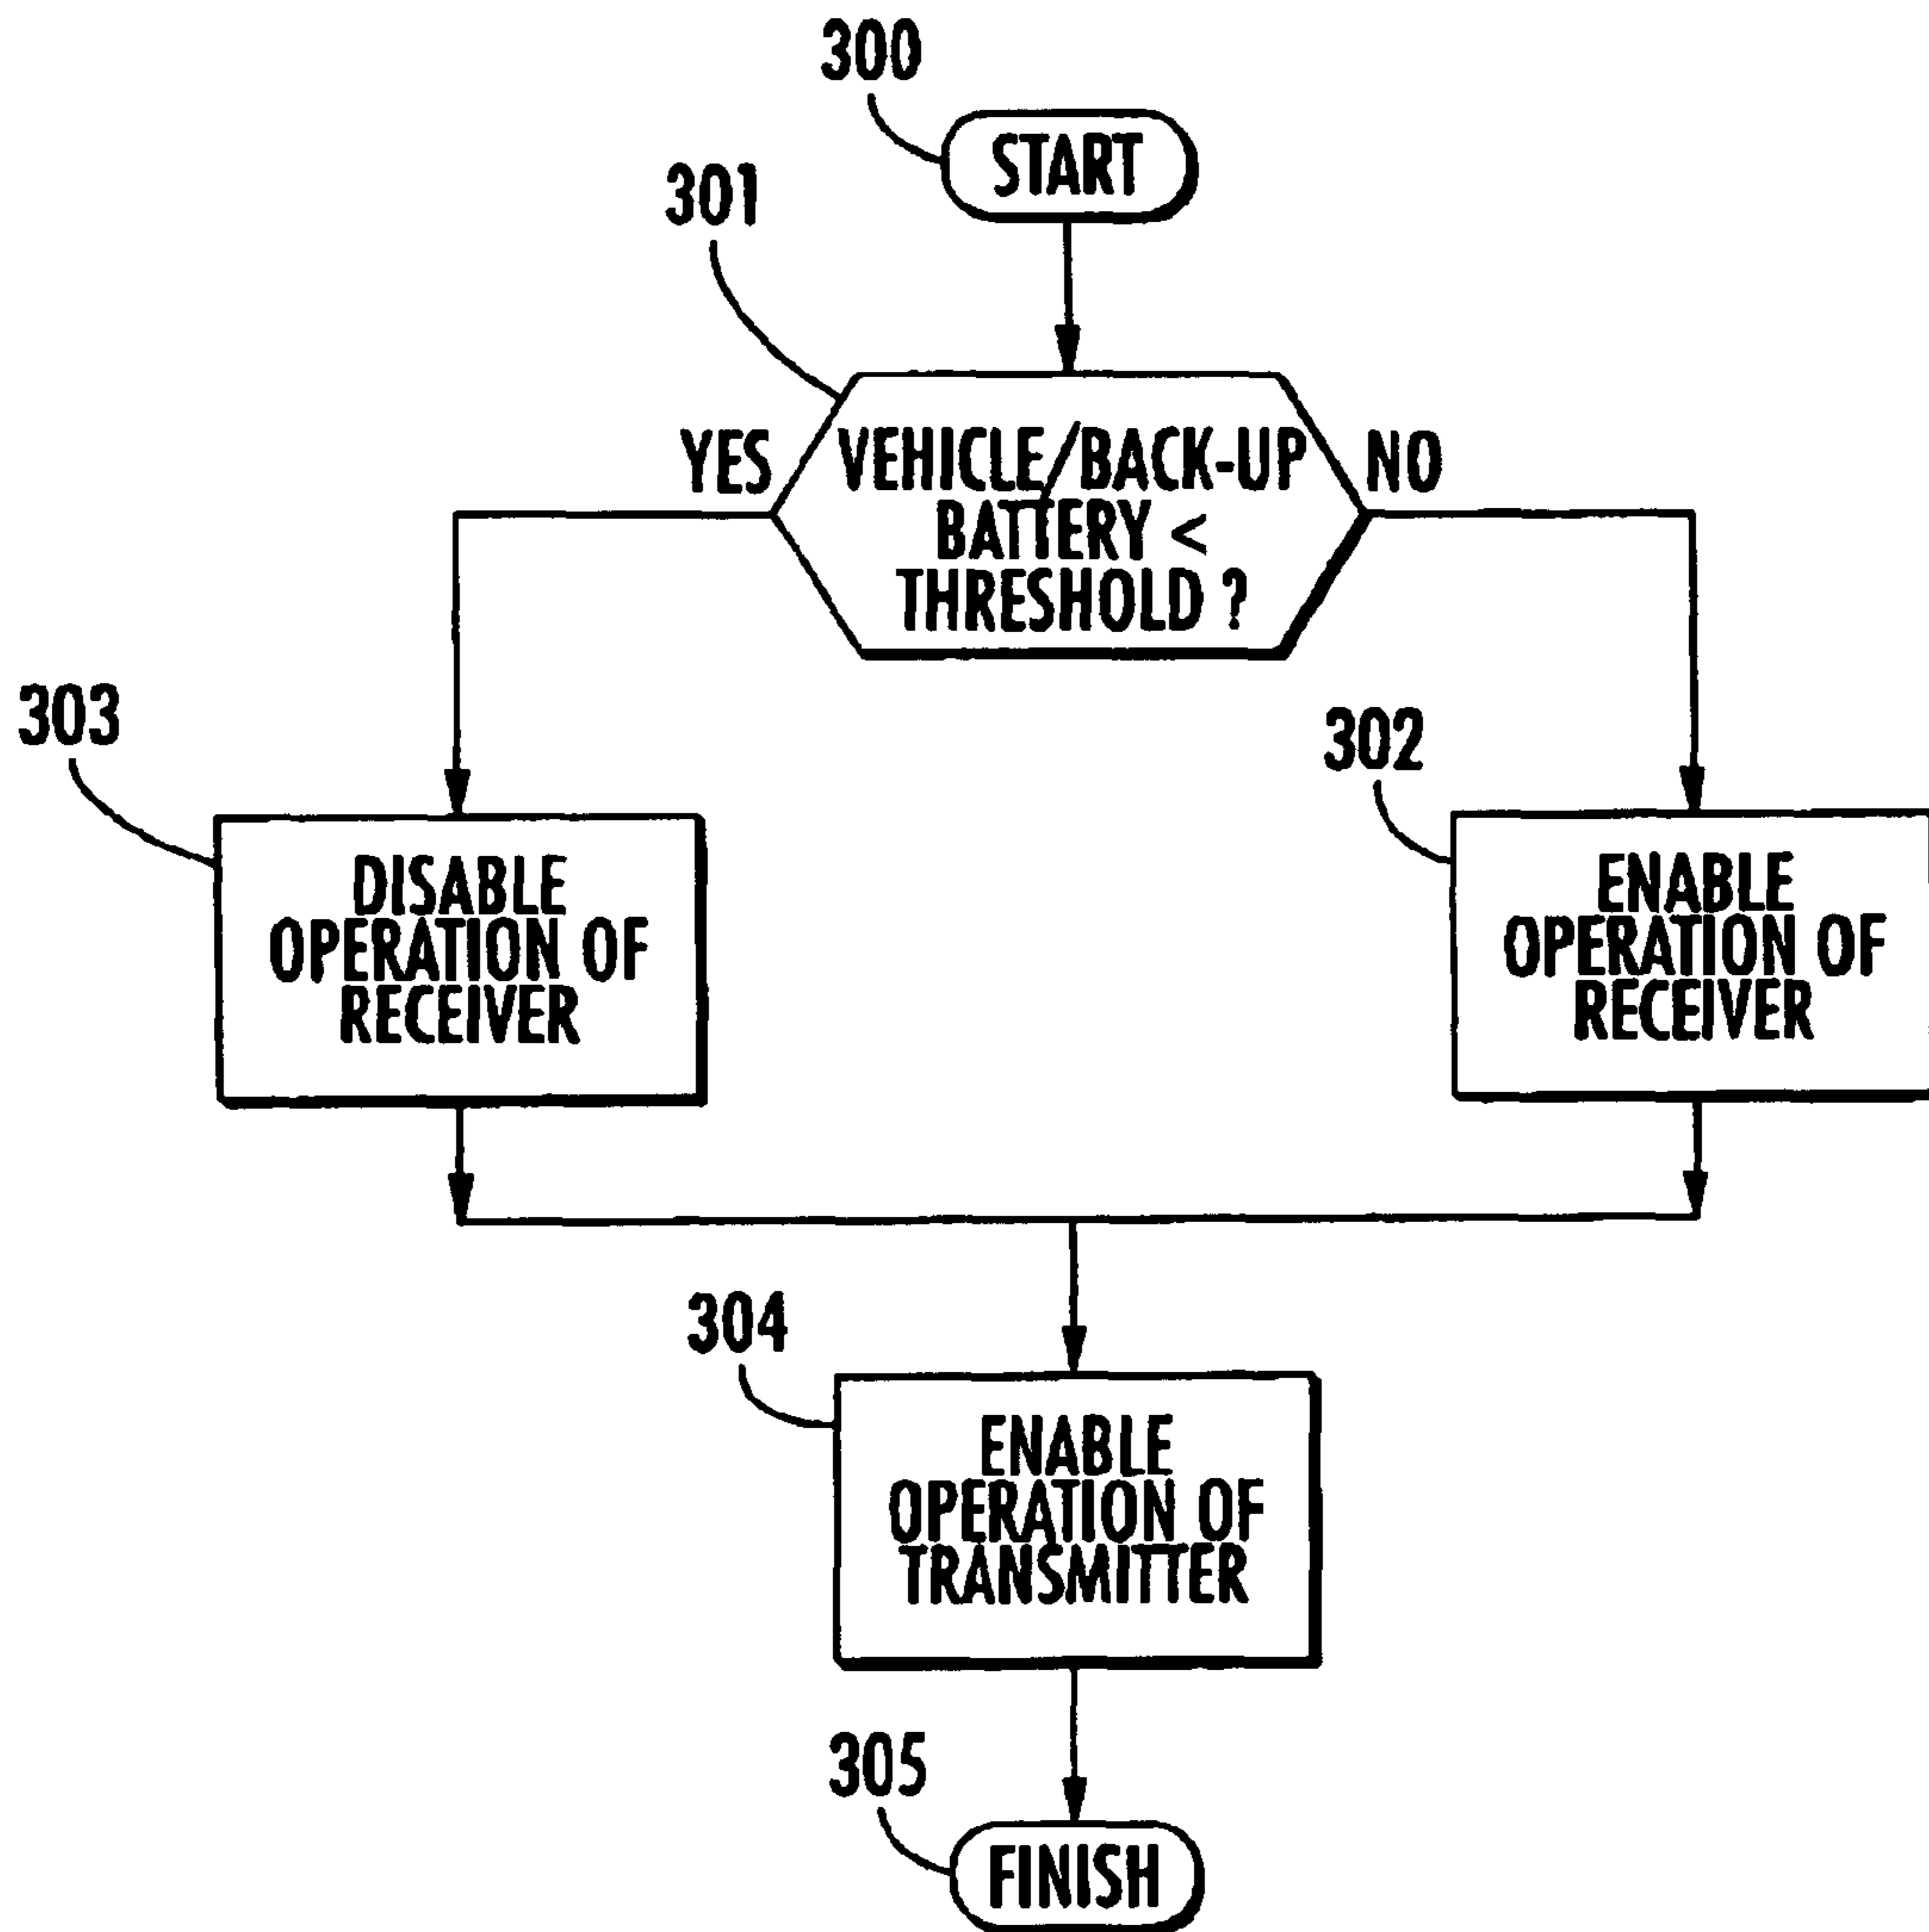 300
START
301
YES
VEHICLE/BACK-UP
BATTERY <
THRESHOLD ?
NO
303
302
DISABLE
OPERATION OF
RECEIVER
ENABLE
OPERATION OF
RECEIVER
304
ENABLE
OPERATION OF
TRANSMITTER
305
FINISH